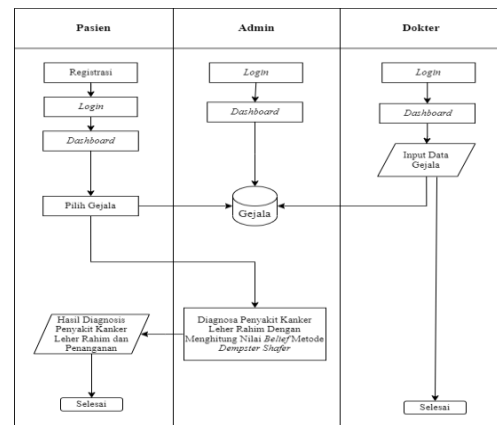 Pasien
Admin
Dokter
Registrasi
Login
Dashboard
Pilih Gejala
Login
Dashboard
Gejala
Login
Dashboard
Input Data
Gejala
Diagnosa Penyakit Kanker
Leher Rahim Dengan
Menghitung Nilai Belief Metode
Dempster Shafer
Hasil Diagnosis
Penyakit Kanker
Leher Rahim dan
Penanganan
Selesai
Selesai